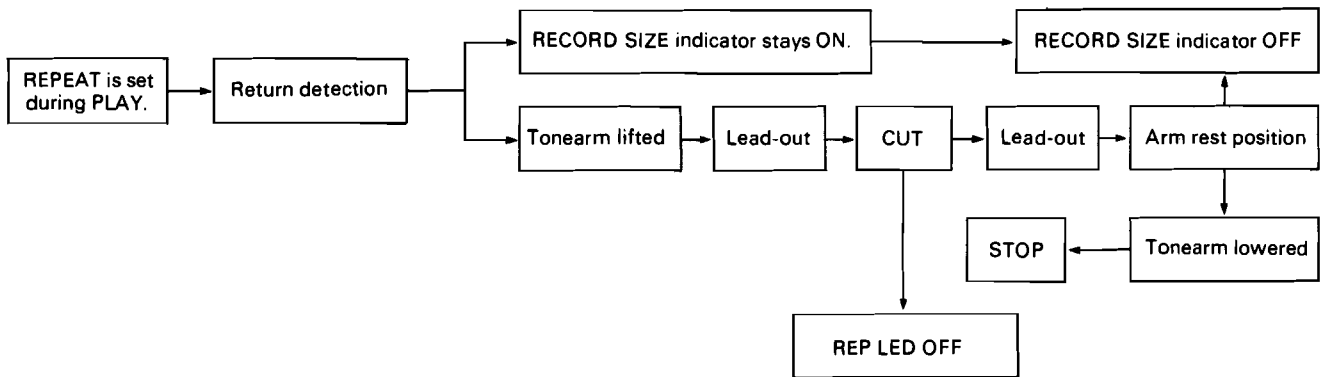 RECORD SIZE indicator stays ON.
RECORD SIZE indicator OFF
REPEAT is set
during PLAY.
Return detection
Tonearm lifted
Lead-out
CUT
Lead-out
Arm rest position
STOP
Tonearm lowered
REP LED OFF